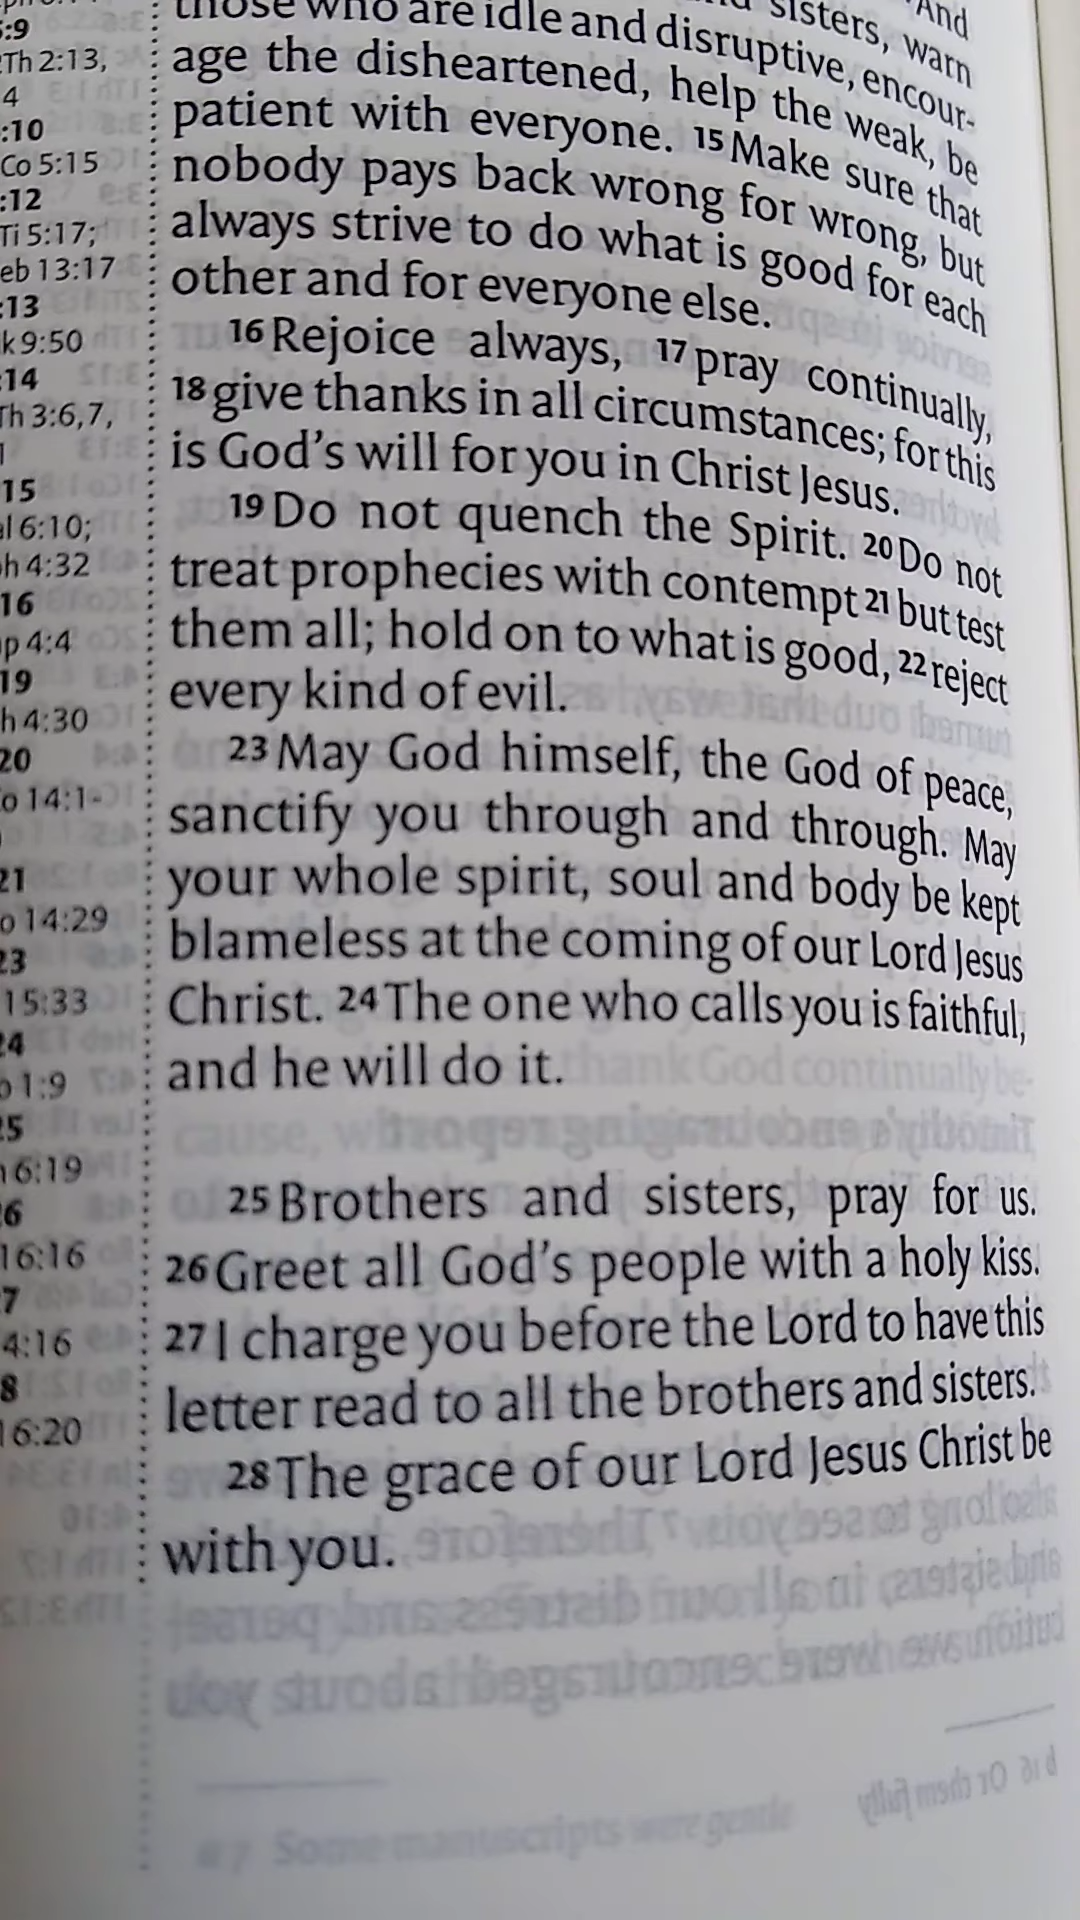 :9
Th 2:13,
4
:10
Co 5:15
:12
Ti 5:17;
eb 13:17
:13
k 9:50
:14
Th 3:6,7,
15
al 6:10;
ph 4:32
16
p 4:4
19
h 4:30
20
o 14:1-
21
o 14:29
23
15:33
24
o 1:9
25
6:19
26
16:16
7
4:16
8
16:20
sisters, warn
those who are idle and disruptive, encour-
age the disheartened, help the weak, be
patient with everyone. 15 Make sure that
nobody pays back wrong for wrong, but
always strive to do what is good for each
other and for everyone else.
16 Rejoice always, 17 pray continually,
18 give thanks in all circumstances; for this
is God's will for you in Christ Jesus.
19 Do not quench the Spirit. 20 Do not
treat prophecies with contempt 21 but test
them all; hold on to what is good, 22 reject
every kind of evil.
23 May God himself, the God of peace,
sanctify you through and through. May
your whole spirit, soul and body be kept
blameless at the coming of our Lord Jesus
Christ. 24 The one who calls you is faithful,
and he will do it.
25 Brothers and sisters, pray for us.
26 Greet all God's people with a holy kiss.
27 I charge you before the Lord to have this
letter read to all the brothers and sisters.
28 The grace of our Lord Jesus Christ be
with you.